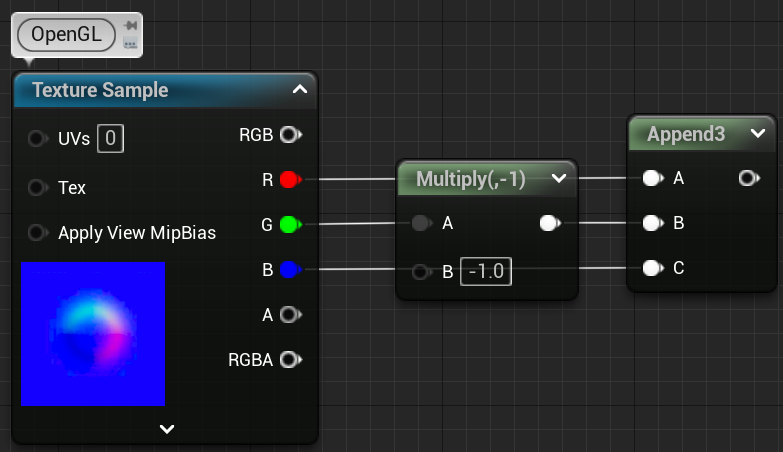 OpenGL
Texture Sample
UVs 0
RGB
Tex
R
Apply View MipBias
G
B
A
RGBA
Multiply(,-1)
A
B -1.0
Append3
A
B
C